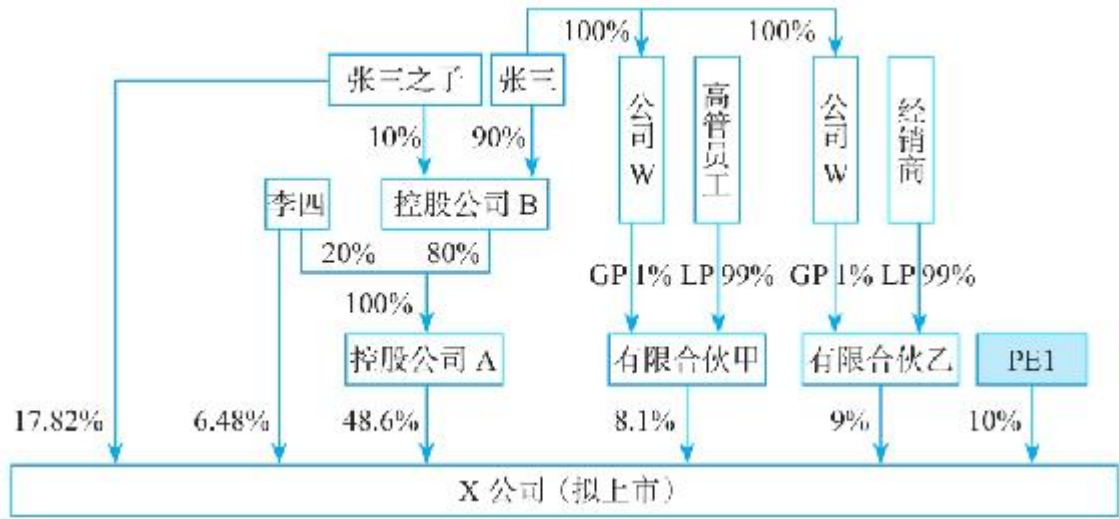 100%
100%
张三之子
张三
公司W
高管员工
公司W
经销商
10%
90%
李四
控股公司 B
20%
80%
GP 1%
LP 99%
GP 1%
LP 99%
100%
控股公司 A
有限合伙甲
有限合伙乙
PE1
17.82%
6.48%
48.6%
8.1%
9%
10%
X 公司（拟上市）